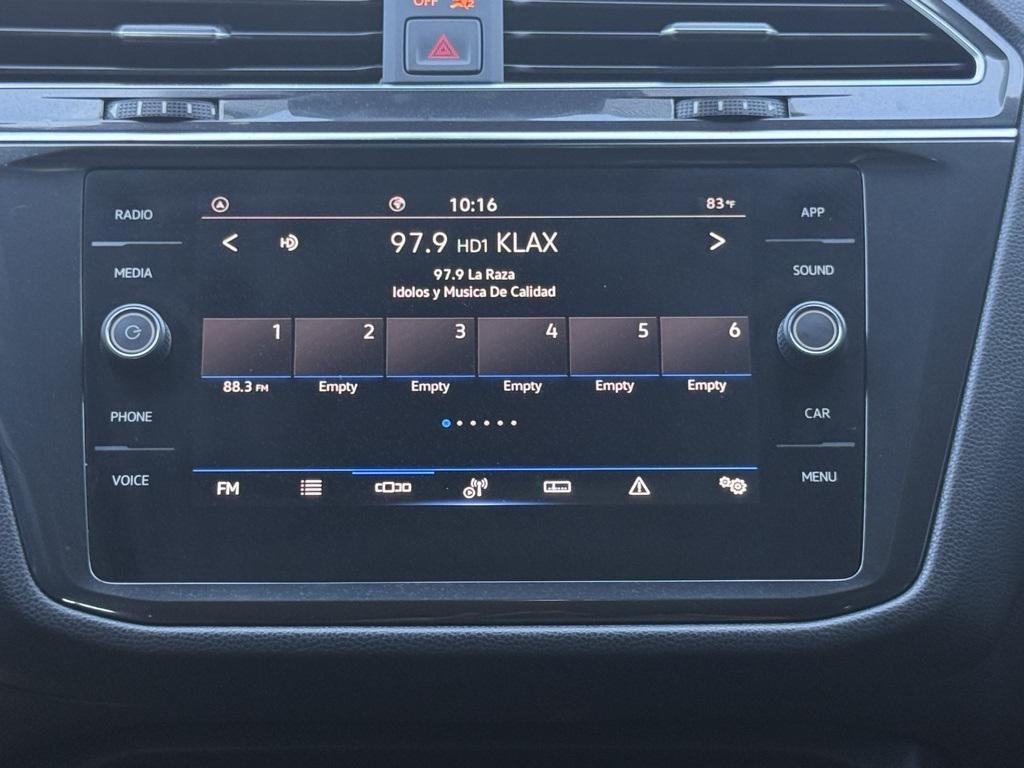 OFF
10:16 83°F
RADIO
APP
< HD 97.9 HD1 KLAX >
MEDIA
SOUND
97.9 La Raza
Idolos y Musica De Calidad
1 2 3 4 5 6
88.3 FM Empty Empty Empty Empty Empty
PHONE
CAR
VOICE
MENU
FM